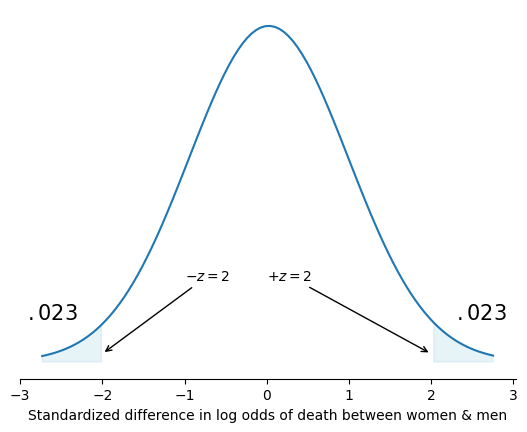 −z = 2 +z = 2
.023 .023
−3 −2 −1 0 1 2 3
Standardized difference in log odds of death between women & men